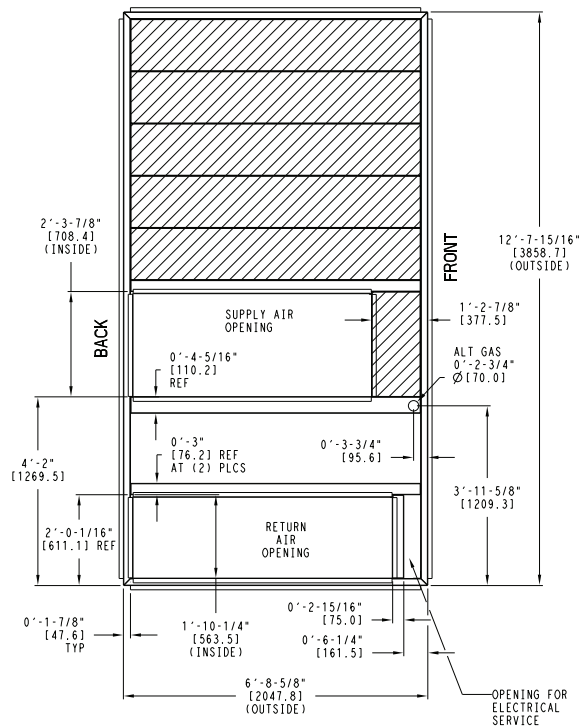 2'-3-7/8"
[708.4]
(INSIDE)
BACK
FRONT
12'-7-15/16"
[3858.7]
(OUTSIDE)
SUPPLY AIR
OPENING
1'-2-7/8"
[377.5]
0'-4-5/16"
[110.2]
REF
ALT GAS
0'-2-3/4"
Ø[70.0]
0'-3"
[76.2] REF
AT (2) PLCS
0'-3-3/4"
[95.6]
4'-2"
[1269.5]
3'-11-5/8"
[1209.3]
2'-0-1/16"
[611.1] REF
RETURN
AIR
OPENING
0'-1-7/8"
[47.6]
TYP
1'-10-1/4"
[563.5]
(INSIDE)
0'-2-15/16"
[75.0]
0'-6-1/4"
[161.5]
6'-8-5/8"
[2047.8]
(OUTSIDE)
OPENING FOR
ELECTRICAL
SERVICE